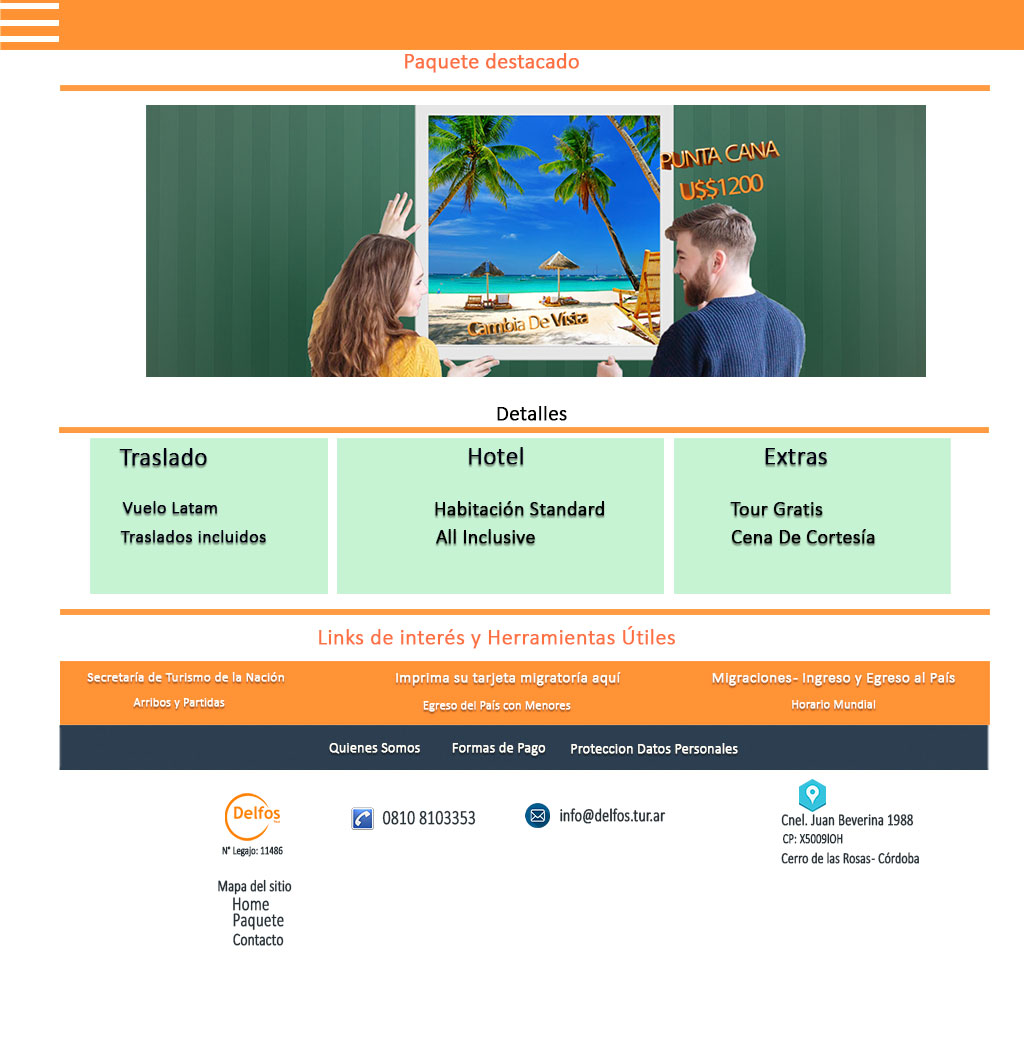 Paquete destacado
PUNTA CANA
U$$1200
Cambia De Vista
Detalles
Traslado
Vuelo Latam
Traslados incluidos
Hotel
Habitación Standard
All Inclusive
Extras
Tour Gratis
Cena De Cortesía
Links de interés y Herramientas Útiles
Secretaría de Turismo de la Nación
Imprima su tarjeta migratoría aquí
Migraciones- Ingreso y Egreso al País
Arribos y Partidas
Egreso del País con Menores
Horario Mundial
Quienes Somos
Formas de Pago
Proteccion Datos Personales
Delfos
N° Legajo: 11486
0810 8103353
info@delfos.tur.ar
Cnel. Juan Beverina 1988
CP: X5009IOH
Cerro de las Rosas- Córdoba
Mapa del sitio
Home
Paquete
Contacto